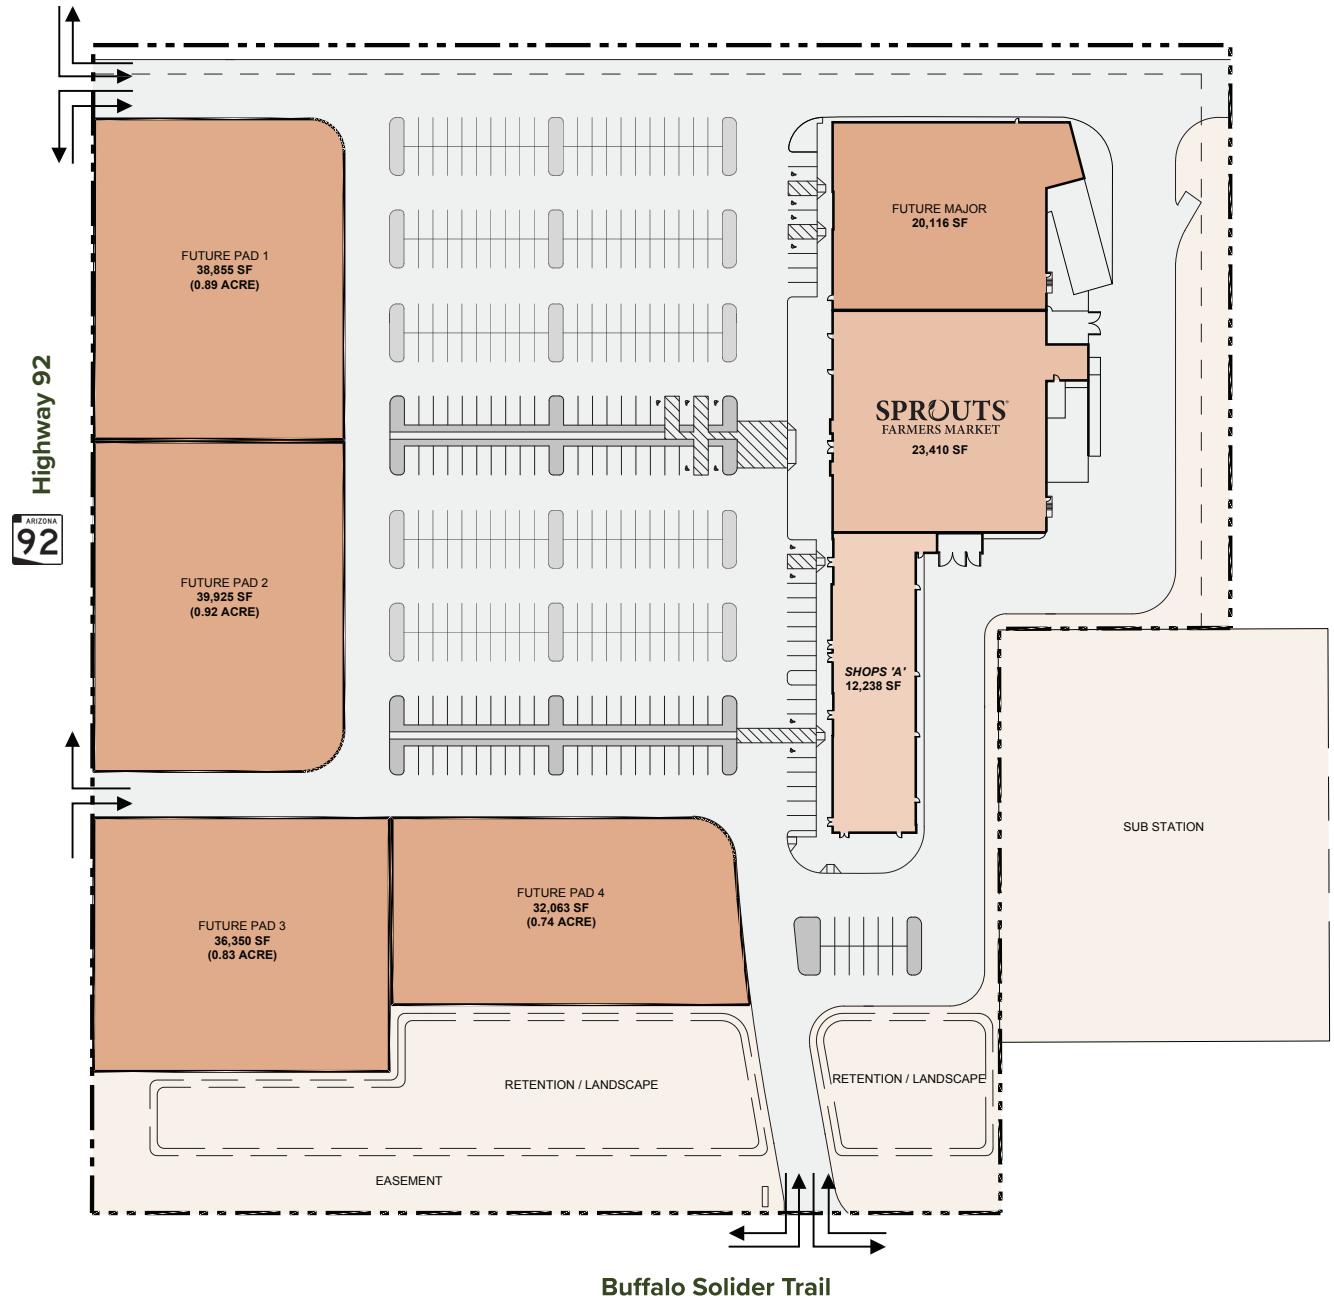 FUTURE PAD 1
38,855 SF
(0.89 ACRE)
FUTURE MAJOR
20,116 SF
SPROUTS®
FARMERS MARKET
23,410 SF
Highway 92
ARIZONA
92
FUTURE PAD 2
39,925 SF
(0.92 ACRE)
SHOPS 'A'
12,238 SF
SUB STATION
FUTURE PAD 3
36,350 SF
(0.83 ACRE)
FUTURE PAD 4
32,063 SF
(0.74 ACRE)
RETENTION / LANDSCAPE
RETENTION / LANDSCAPE
EASEMENT
Buffalo Solider Trail